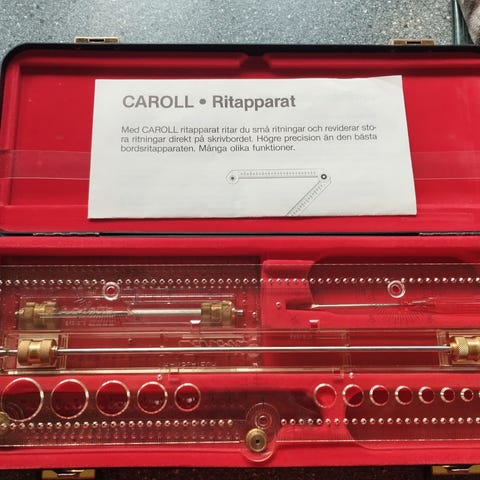 CAROLL • Ritapparat
Med CAROLL ritapparat ritar du små ritningar och reviderar sto-
ra ritningar direkt på skrivbordet. Högre precision än den bästa
bordsritapparaten. Många olika funktioner.